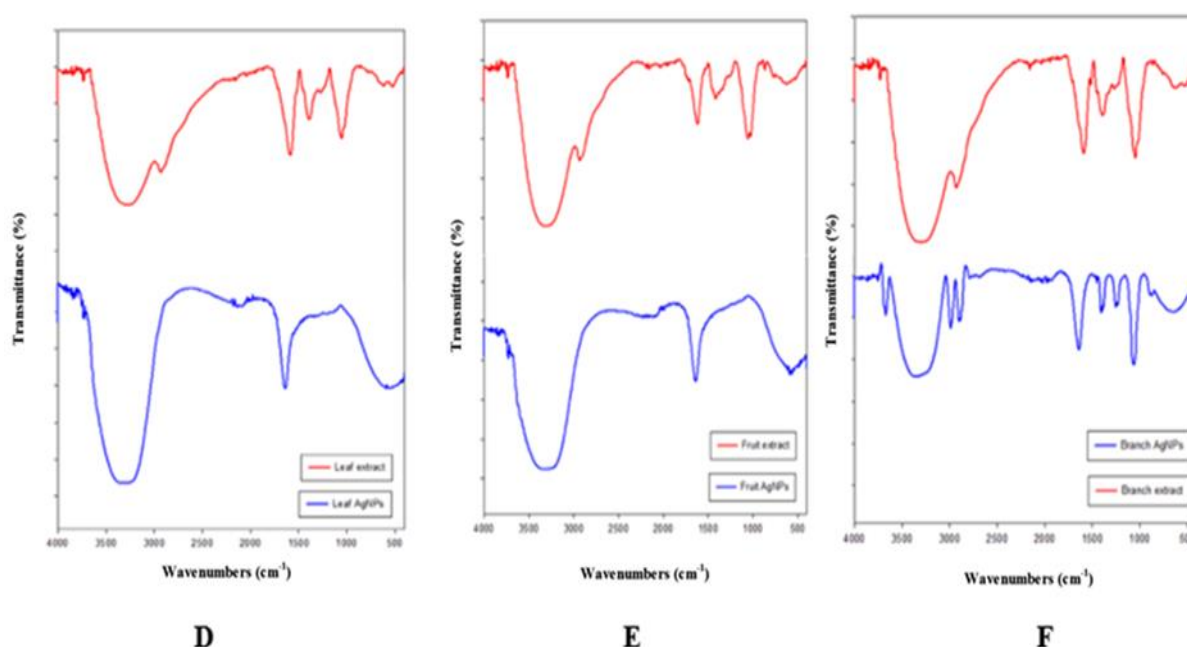 Transmittance (%)
Leaf extract
Leaf AgNPs
4000 3500 3000 2500 2000 1500 1000 500
Wavenumbers (cm⁻¹)
D
Transmittance (%)
Fruit extract
Fruit AgNPs
4000 3500 3000 2500 2000 1500 1000 500
Wavenumbers (cm⁻¹)
E
Transmittance (%)
Branch AgNPs
Branch extract
4000 3500 3000 2500 2000 1500 1000
Wavenumbers (cm⁻¹)
F